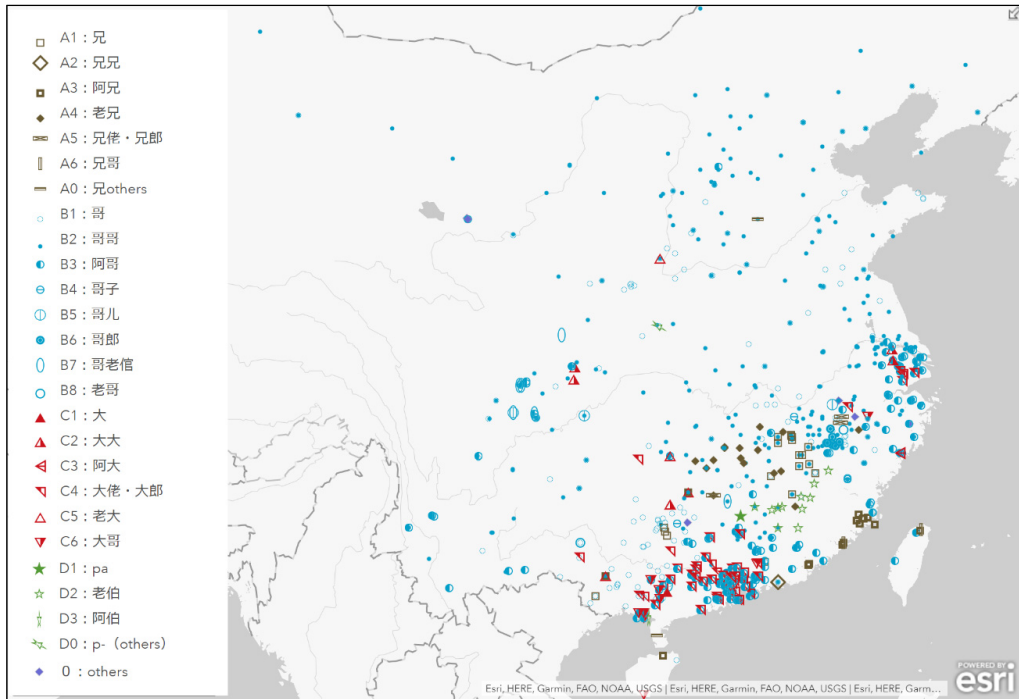 A1：兄
A2：兄兄
A3：阿兄
A4：老兄
A5：兄佬・兄郎
A6：兄哥
A0：兄others
B1：哥
B2：哥哥
B3：阿哥
B4：哥子
B5：哥儿
B6：哥郎
B7：哥老倌
B8：老哥
C1：大
C2：大大
C3：阿大
C4：大佬・大郎
C5：老大
C6：大哥
D1：pa
D2：老伯
D3：阿伯
D0：p-（others）
0：others
POWERED BY
esri
Esri, HERE, Garmin, FAO, NOAA, USGS | Esri, HERE, Garmin, FAO, NOAA, USGS | Esri, HERE, Garm...